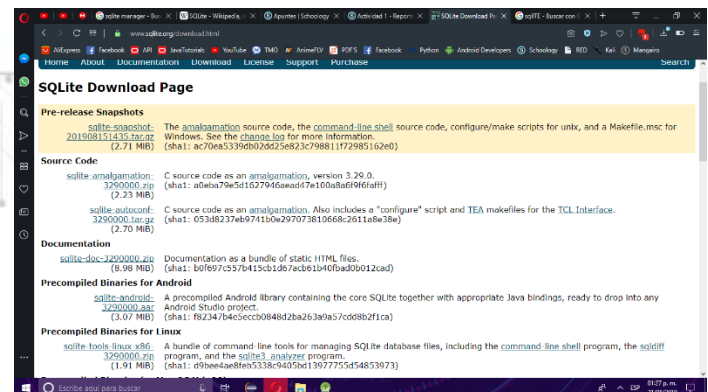 sqlite manager - Bus
SQLite - Wikipedia, l
Apuntes | Schoology
Actividad 1 - Report
SQLite Download Pa
sqlITE - Buscar con G
www.sqlite.org/download.html
AliExpress Facebook API JavaTutorials YouTube TMO AnimeFLV PDF'S Facebook Python Android Developers Schoology RED Kali Mangairo
Home About Documentation Download License Support Purchase Search
SQLite Download Page
Pre-release Snapshots
sqlite-snapshot- The amalgamation source code, the command-line shell source code, configure/make scripts for unix, and a Makefile.msc for
201908151435.tar.gz Windows. See the change log for more information.
(2.71 MiB) (sha1: ac70ea5339db02dd25e823c798811f72985162e0)
Source Code
sqlite-amalgamation- C source code as an amalgamation, version 3.29.0.
3290000.zip (sha1: a0eba79e5d1627946aead47e100a8a6f9f6fafff)
(2.23 MiB)
sqlite-autoconf- C source code as an amalgamation. Also includes a "configure" script and TEA makefiles for the TCL Interface.
3290000.tar.gz (sha1: 053d8237eb9741b0e297073810668c2611a8e38e)
(2.70 MiB)
Documentation
sqlite-doc-3290000.zip Documentation as a bundle of static HTML files.
(8.98 MiB) (sha1: b0f697c557b415cb1d67acb61b40fbad0b012cad)
Precompiled Binaries for Android
sqlite-android- A precompiled Android library containing the core SQLite together with appropriate Java bindings, ready to drop into any
3290000.aar Android Studio project.
(3.07 MiB) (sha1: f82347b4e5eccb0848d2ba263a9a57cdd8b2f1ca)
Precompiled Binaries for Linux
sqlite-tools-linux-x86- A bundle of command-line tools for managing SQLite database files, including the command-line shell program, the sqldiff
3290000.zip program, and the sqlite3_analyzer program.
(1.91 MiB) (sha1: d9bee4ae8feb5338c9405bd13977755d54853973)
Escribe aquí para buscar
ESP
01:27 p. m.